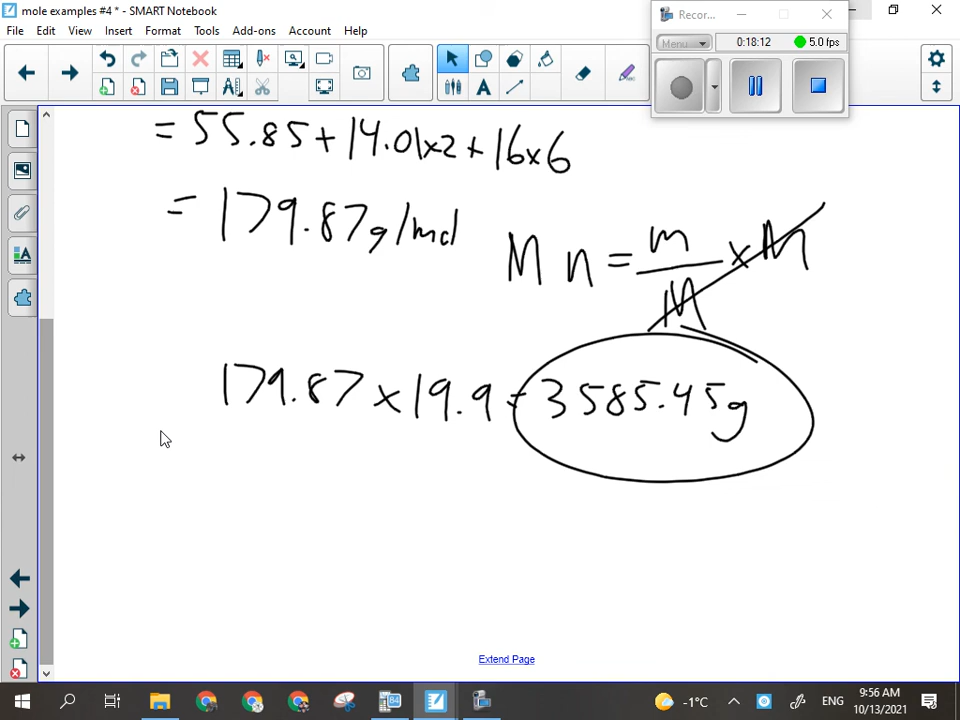 mole examples #4 * - SMART Notebook
Recor...
File Edit View Insert Format Tools Add-ons Account Help
Menu
0:18:12
5.0 fps
= 55.85 + 14.01x2 + 16x6
= 179.87g/mol
M n = m/M x M
179.87 x 19.9 = 3585.45g
Extend Page
-1°C
ENG
9:56 AM
10/13/2021